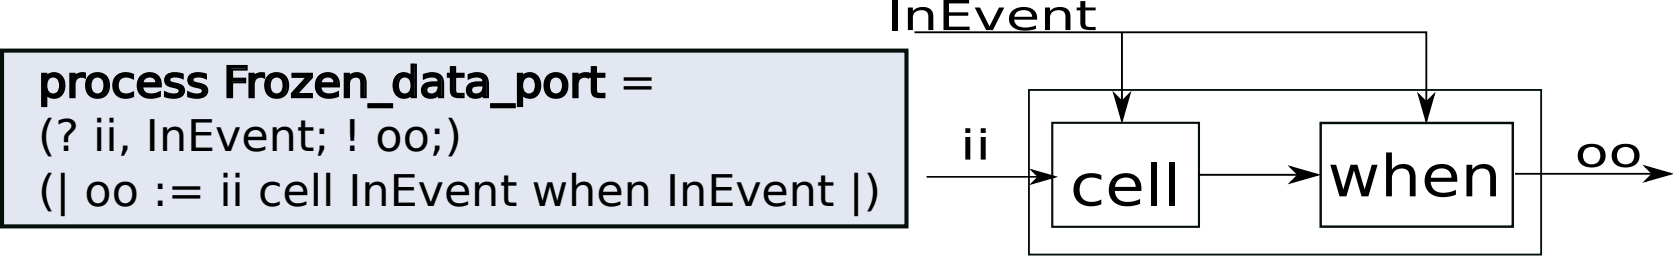 process Frozen_data_port =
(? ii, InEvent; ! oo;)
(| oo := ii cell InEvent when InEvent |)
InEvent
ii
cell
when
oo